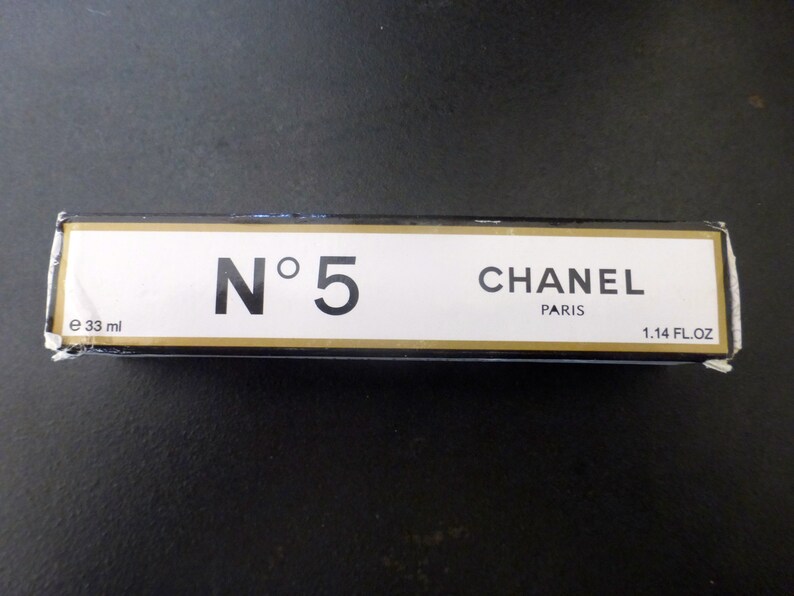 N° 5
CHANEL
PARIS
℮ 33 ml
1.14 FL.OZ